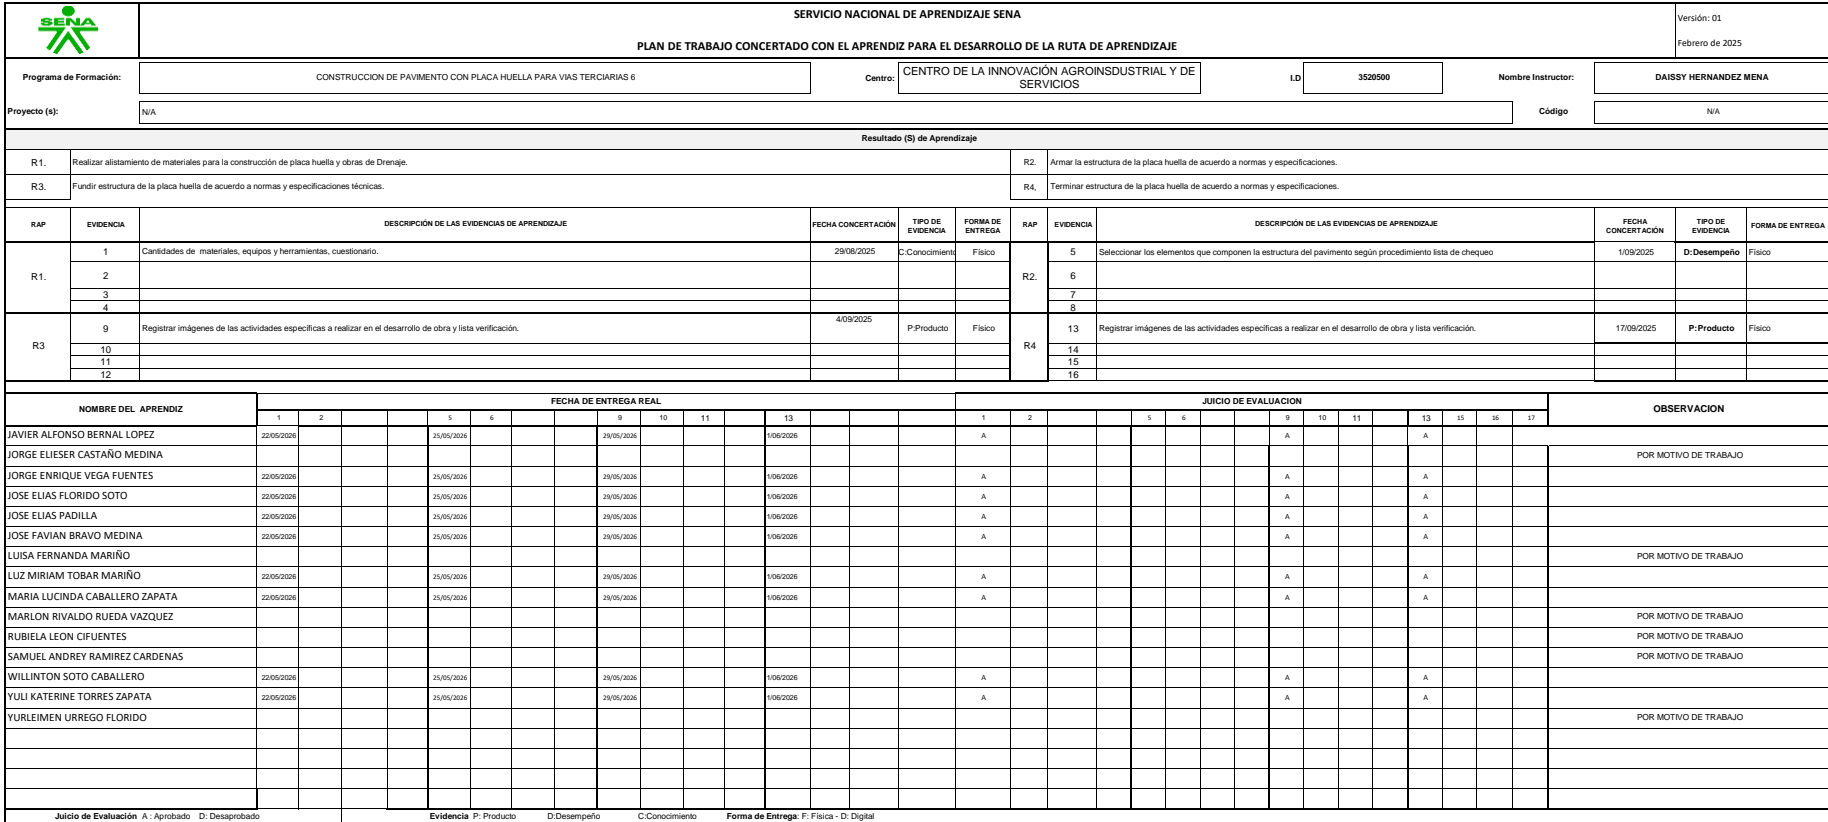 SENA
SERVICIO NACIONAL DE APRENDIZAJE SENA
PLAN DE TRABAJO CONCERTADO CON EL APRENDIZ PARA EL DESARROLLO DE LA RUTA DE APRENDIZAJE
Versión: 01
Febrero de 2025
Programa de Formación: CONSTRUCCION DE PAVIMENTO CON PLACA HUELLA PARA VIAS TERCIARIAS 6 Centro: CENTRO DE LA INNOVACIÓN AGROINSDUSTRIAL Y DE SERVICIOS I.D 3520500 Nombre Instructor: DAISSY HERNANDEZ MENA
Proyecto (s): N/A Código N/A
Resultado (S) de Aprendizaje
R1. Realizar alistamiento de materiales para la construcción de placa huella y obras de Drenaje. R2. Armar la estructura de la placa huella de acuerdo a normas y especificaciones.
R3. Fundir estructura de la placa huella de acuerdo a normas y especificaciones técnicas. R4, Terminar estructura de la placa huella de acuerdo a normas y especificaciones.
RAP EVIDENCIA DESCRIPCIÓN DE LAS EVIDENCIAS DE APRENDIZAJE FECHA CONCERTACIÓN TIPO DE EVIDENCIA FORMA DE ENTREGA RAP EVIDENCIA DESCRIPCIÓN DE LAS EVIDENCIAS DE APRENDIZAJE FECHA CONCERTACIÓN TIPO DE EVIDENCIA FORMA DE ENTREGA
R1. 1 Cantidades de materiales, equipos y herramientas, cuestionario. 29/08/2025 C:Conocimiento Físico R2. 5 Seleccionar los elementos que componen la estructura del pavimento según procedimiento lista de chequeo 1/09/2025 D:Desempeño Físico
2 6
3 7
4 8
R3 9 Registrar imágenes de las actividades específicas a realizar en el desarrollo de obra y lista verificación. 4/09/2025 P:Producto Físico R4 13 Registrar imágenes de las actividades específicas a realizar en el desarrollo de obra y lista verificación. 17/09/2025 P:Producto Físico
10 14
11 15
12 16
NOMBRE DEL APRENDIZ FECHA DE ENTREGA REAL JUICIO DE EVALUACION OBSERVACION
1 2 5 6 9 10 11 13 1 2 5 6 9 10 11 13 15 16 17
JAVIER ALFONSO BERNAL LOPEZ 22/05/2026 25/05/2026 29/05/2026 1/06/2026 A A A
JORGE ELIESER CASTAÑO MEDINA POR MOTIVO DE TRABAJO
JORGE ENRIQUE VEGA FUENTES 22/05/2026 25/05/2026 29/05/2026 1/06/2026 A A A
JOSE ELIAS FLORIDO SOTO 22/05/2026 25/05/2026 29/05/2026 1/06/2026 A A A
JOSE ELIAS PADILLA 22/05/2026 25/05/2026 29/05/2026 1/06/2026 A A A
JOSE FAVIAN BRAVO MEDINA 22/05/2026 25/05/2026 29/05/2026 1/06/2026 A A A
LUISA FERNANDA MARIÑO POR MOTIVO DE TRABAJO
LUZ MIRIAM TOBAR MARIÑO 22/05/2026 25/05/2026 29/05/2026 1/06/2026 A A A
MARIA LUCINDA CABALLERO ZAPATA 22/05/2026 25/05/2026 29/05/2026 1/06/2026 A A A
MARLON RIVALDO RUEDA VAZQUEZ POR MOTIVO DE TRABAJO
RUBIELA LEON CIFUENTES POR MOTIVO DE TRABAJO
SAMUEL ANDREY RAMIREZ CARDENAS POR MOTIVO DE TRABAJO
WILLINTON SOTO CABALLERO 22/05/2026 25/05/2026 29/05/2026 1/06/2026 A A A
YULI KATERINE TORRES ZAPATA 22/05/2026 25/05/2026 29/05/2026 1/06/2026 A A A
YURLEIMEN URREGO FLORIDO POR MOTIVO DE TRABAJO
Juicio de Evaluación A : Aprobado D: Desaprobado Evidencia P: Producto D:Desempeño C:Conocimiento Forma de Entrega: F: Física - D: Digital